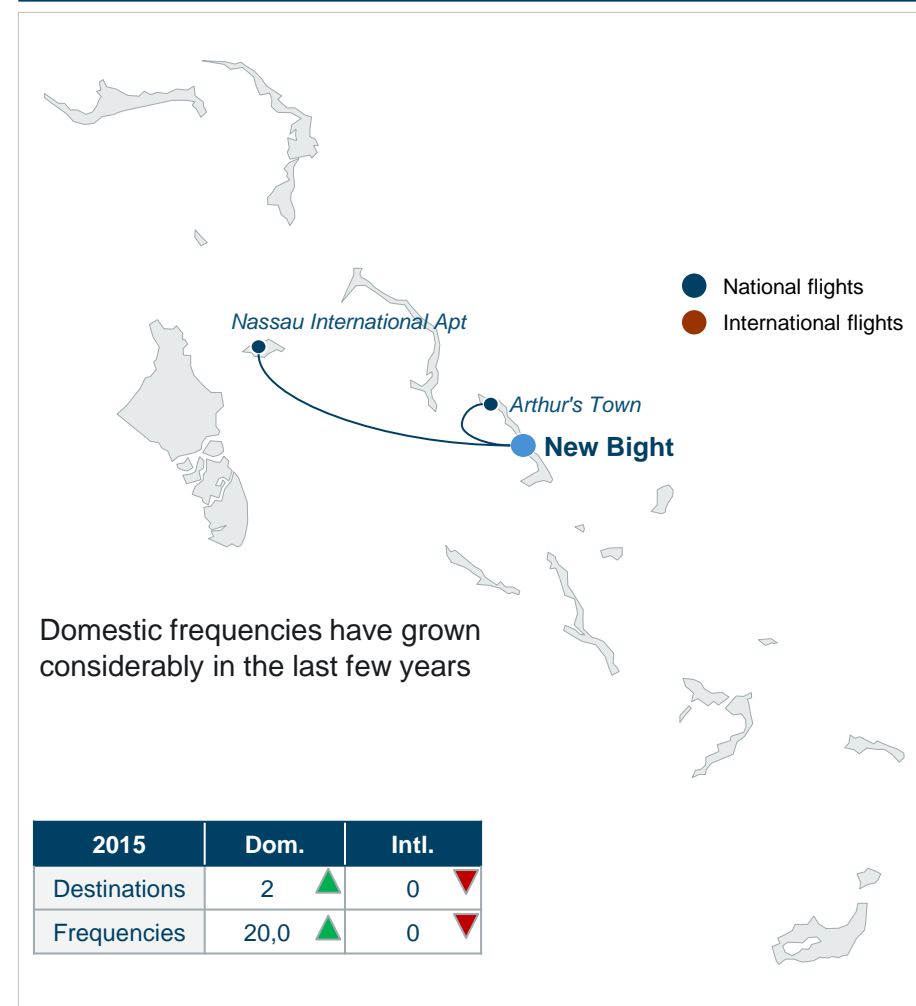 National flights
International flights
Nassau International Apt
Arthur's Town
New Bight
Domestic frequencies have grown
considerably in the last few years
2015 Dom. Intl.
Destinations 2 0
Frequencies 20,0 0